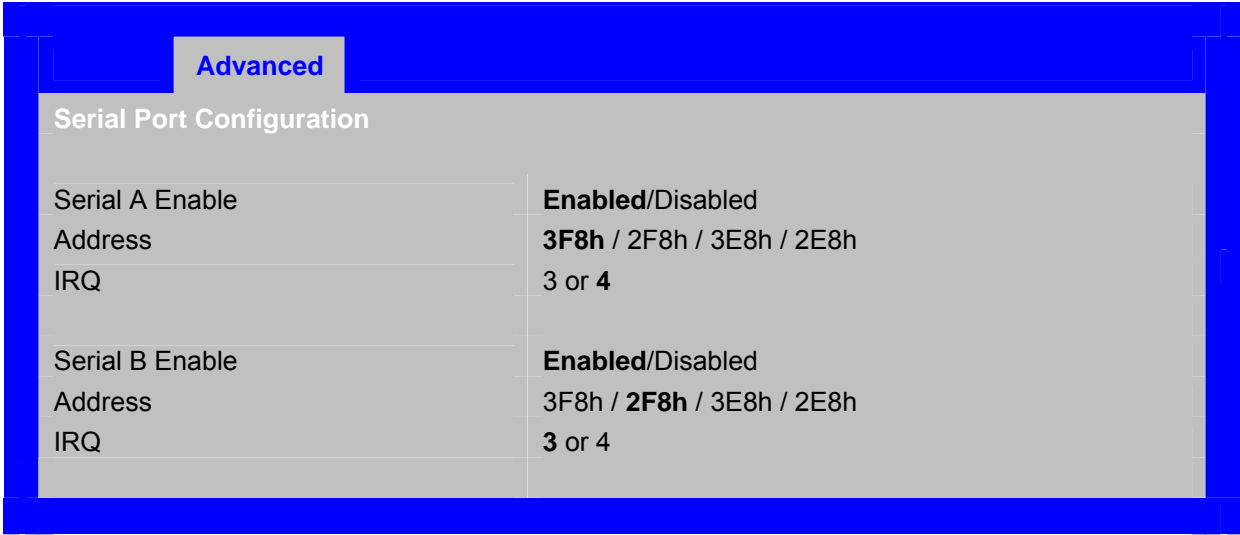 Advanced
Serial Port Configuration
Serial A Enable Enabled/Disabled
Address 3F8h / 2F8h / 3E8h / 2E8h
IRQ 3 or 4
Serial B Enable Enabled/Disabled
Address 3F8h / 2F8h / 3E8h / 2E8h
IRQ 3 or 4